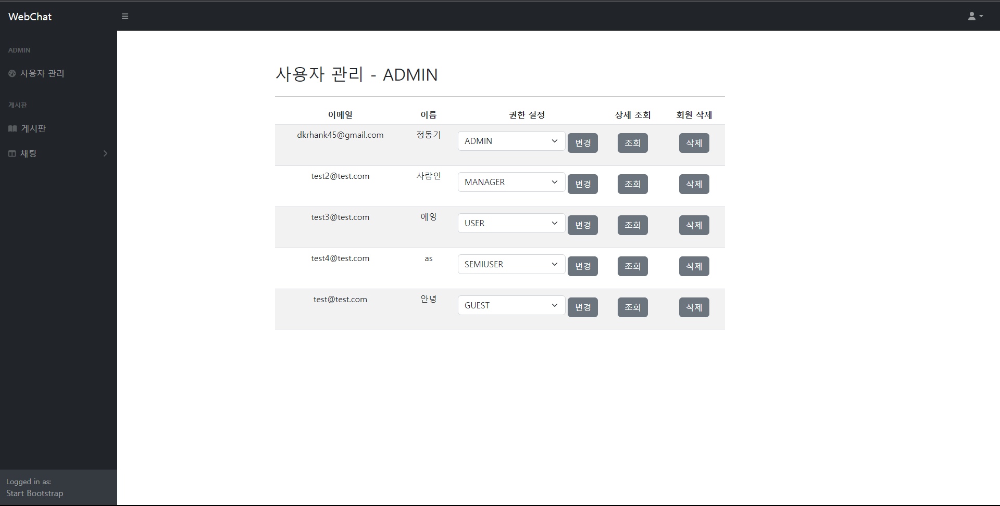 WebChat
ADMIN
사용자 관리
게시판
게시판
채팅
사용자 관리 - ADMIN
이메일 이름 권한 설정 상세 조회 회원 삭제
dkrhank45@gmail.com 정동기 ADMIN 변경 조회 삭제
test2@test.com 사람인 MANAGER 변경 조회 삭제
test3@test.com 에잉 USER 변경 조회 삭제
test4@test.com as SEMIUSER 변경 조회 삭제
test@test.com 안녕 GUEST 변경 조회 삭제
Logged in as:
Start Bootstrap